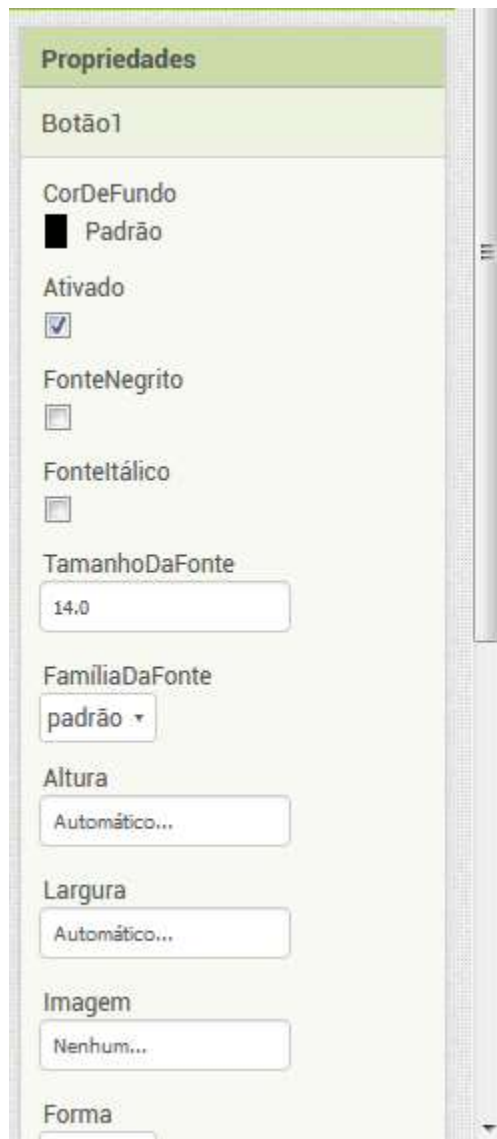 Propriedades
Botão1
CorDeFundo
Padrão
Ativado
FonteNegrito
FonteItálico
TamanhoDaFonte
14.0
FamíliaDaFonte
padrão
Altura
Automático...
Largura
Automático...
Imagem
Nenhum...
Forma